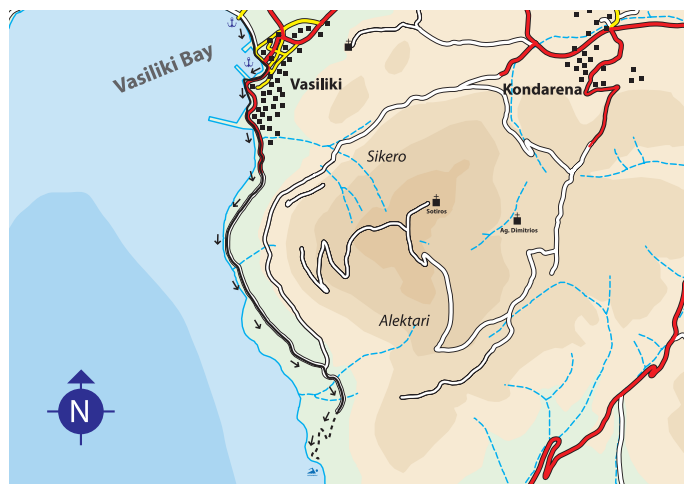 Vasiliki Bay
Vasiliki
Kondarena
Sikero
Sotiros
Ag. Dimitrios
Alektari
N